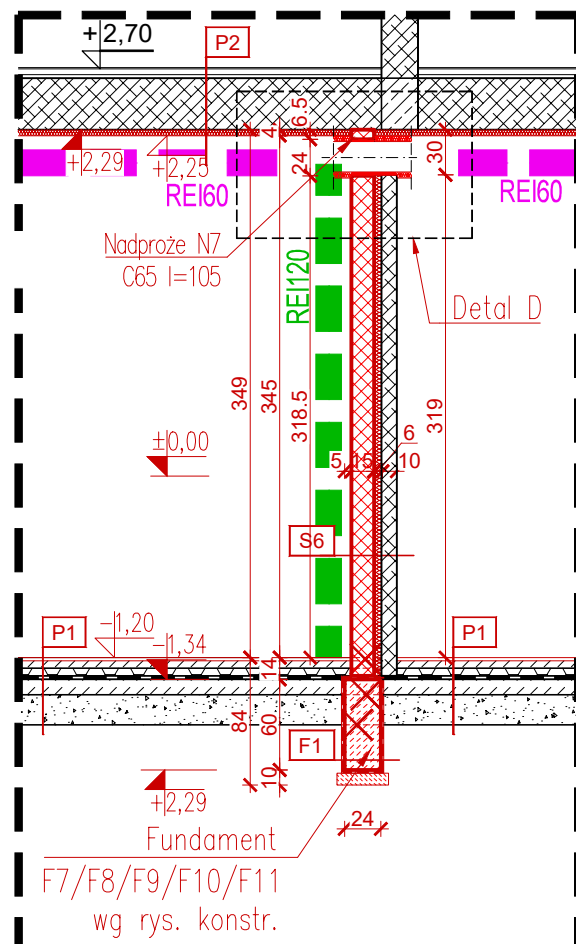 +2,70
P2
4
6.5
+2,29
+2,25
24
30
REI60
REI60
Nadproże N7
C65 l=105
REI120
Detal D
349
345
318.5
319
±0,00
6
5
15
10
S6
P1
-1,20
-1,34
P1
14
84
60
F1
10
+2,29
24
Fundament
F7/F8/F9/F10/F11
wg rys. konstr.